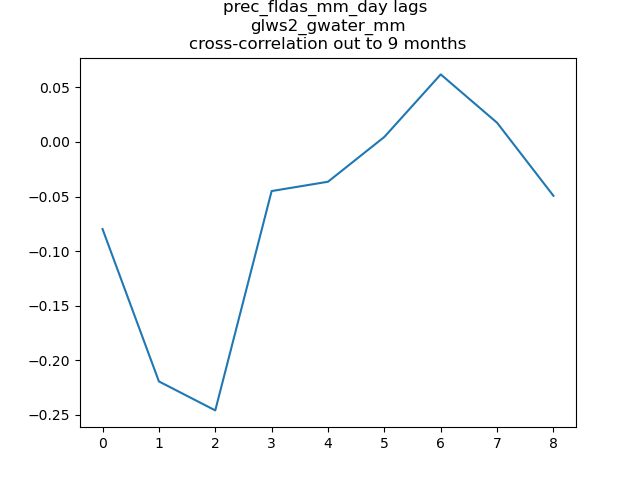 prec_fldas_mm_day lags
glws2_gwater_mm
cross-correlation out to 9 months
0.05
0.00
−0.05
−0.10
−0.15
−0.20
−0.25
0 1 2 3 4 5 6 7 8